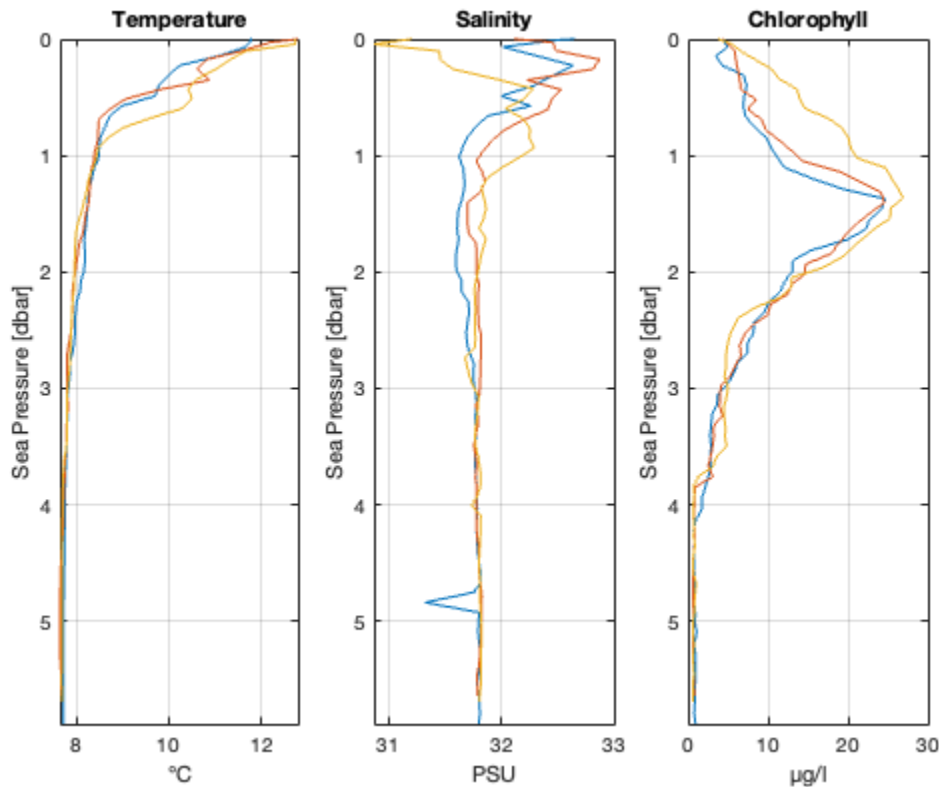 Temperature
Salinity
Chlorophyll
0
1
2
3
4
5
Sea Pressure [dbar]
8 10 12
°C
0
1
2
3
4
5
Sea Pressure [dbar]
31 32 33
PSU
0
1
2
3
4
5
Sea Pressure [dbar]
0 10 20 30
µg/l